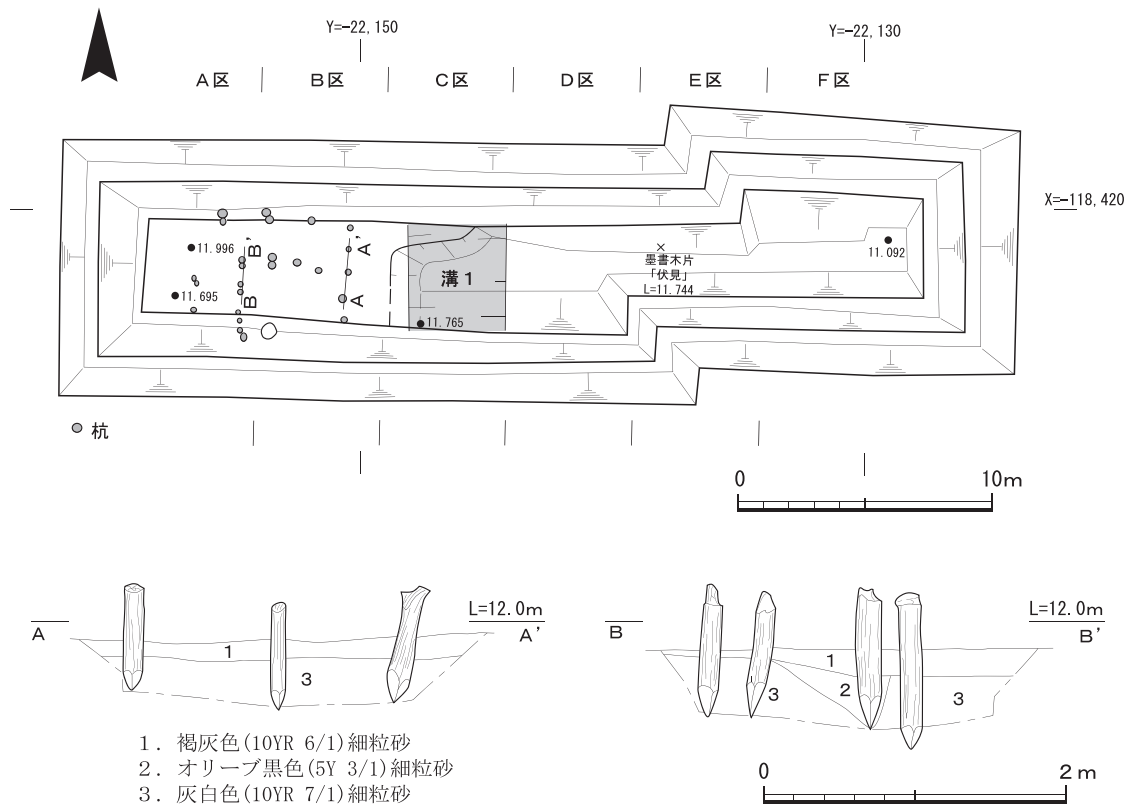 Y=-22,150
Y=-22,130
A区
B区
C区
D区
E区
F区
X=-118,420
11.996
B'
A'
墨書木片
「伏見」
L=11.744
11.092
溝1
11.695
B
A
11.765
杭
0
10m
L=12.0m
A
A'
1
3
L=12.0m
B
B'
1
2
3
3
1. 褐灰色(10YR 6/1)細粒砂
2. オリーブ黒色(5Y 3/1)細粒砂
3. 灰白色(10YR 7/1)細粒砂
0
2m